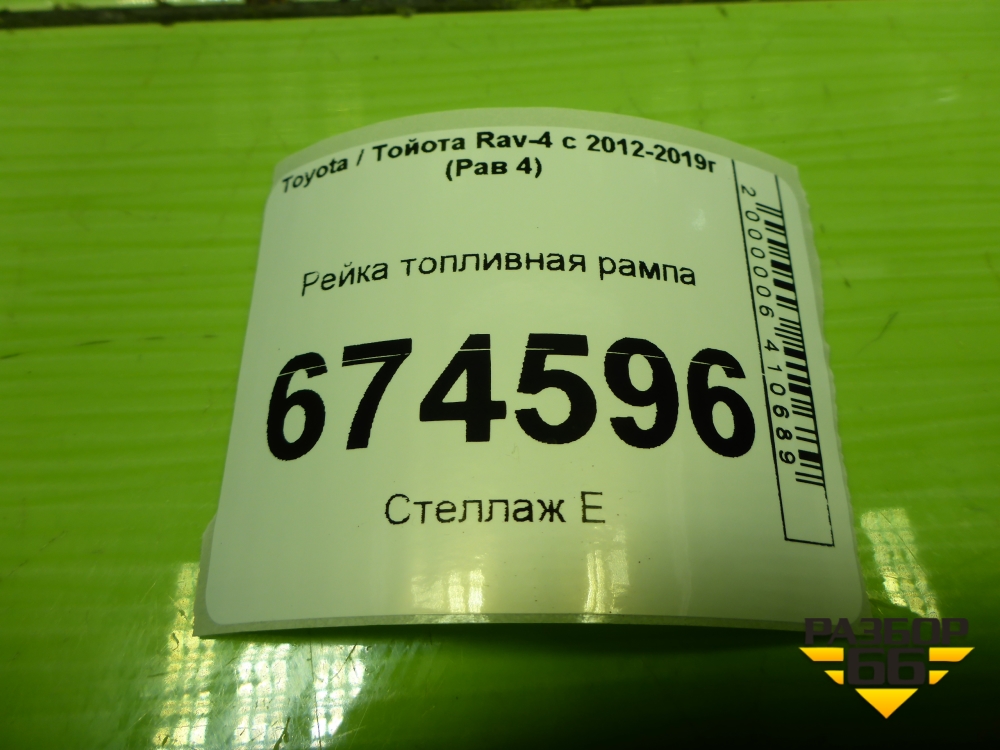 Toyota / Тойота Rav-4 с 2012-2019г
(Рав 4)
Рейка топливная рампа
674596
Стеллаж Е
2000006410689
РАЗБОР
66